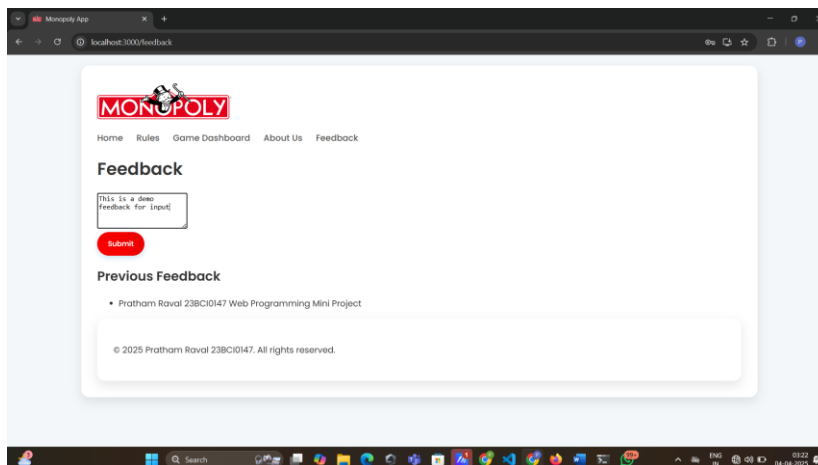 Monopoly App
localhost:3000/feedback
MONOPOLY
Home Rules Game Dashboard About Us Feedback
Feedback
This is a demo
feedback for input
Submit
Previous Feedback
• Pratham Raval 23BCI0147 Web Programming Mini Project
© 2025 Pratham Raval 23BCI0147. All rights reserved.
Search
99+
ENG
IN
03:22
04-04-2025